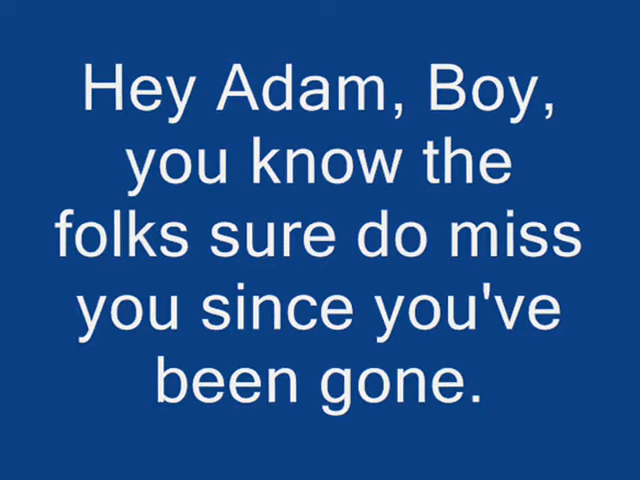 Hey Adam, Boy,
you know the
folks sure do miss
you since you've
been gone.